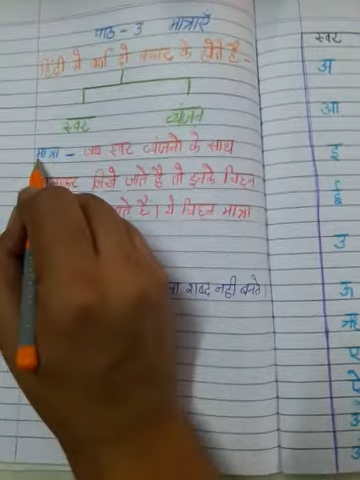 पाठ - 3 मात्राएँ
हिंदी में वर्ण दो प्रकार के होते है -
स्वर व्यंजन
मात्रा - जब स्वर व्यंजनो के साथ
लिखे जाते है तो इनके चिह्न
जाते है। ये चिह्न मात्रा
शब्द नही बनते।
स्वर
अ
आ
इ
ई
उ
ऊ
ऋ
ए
ऐ